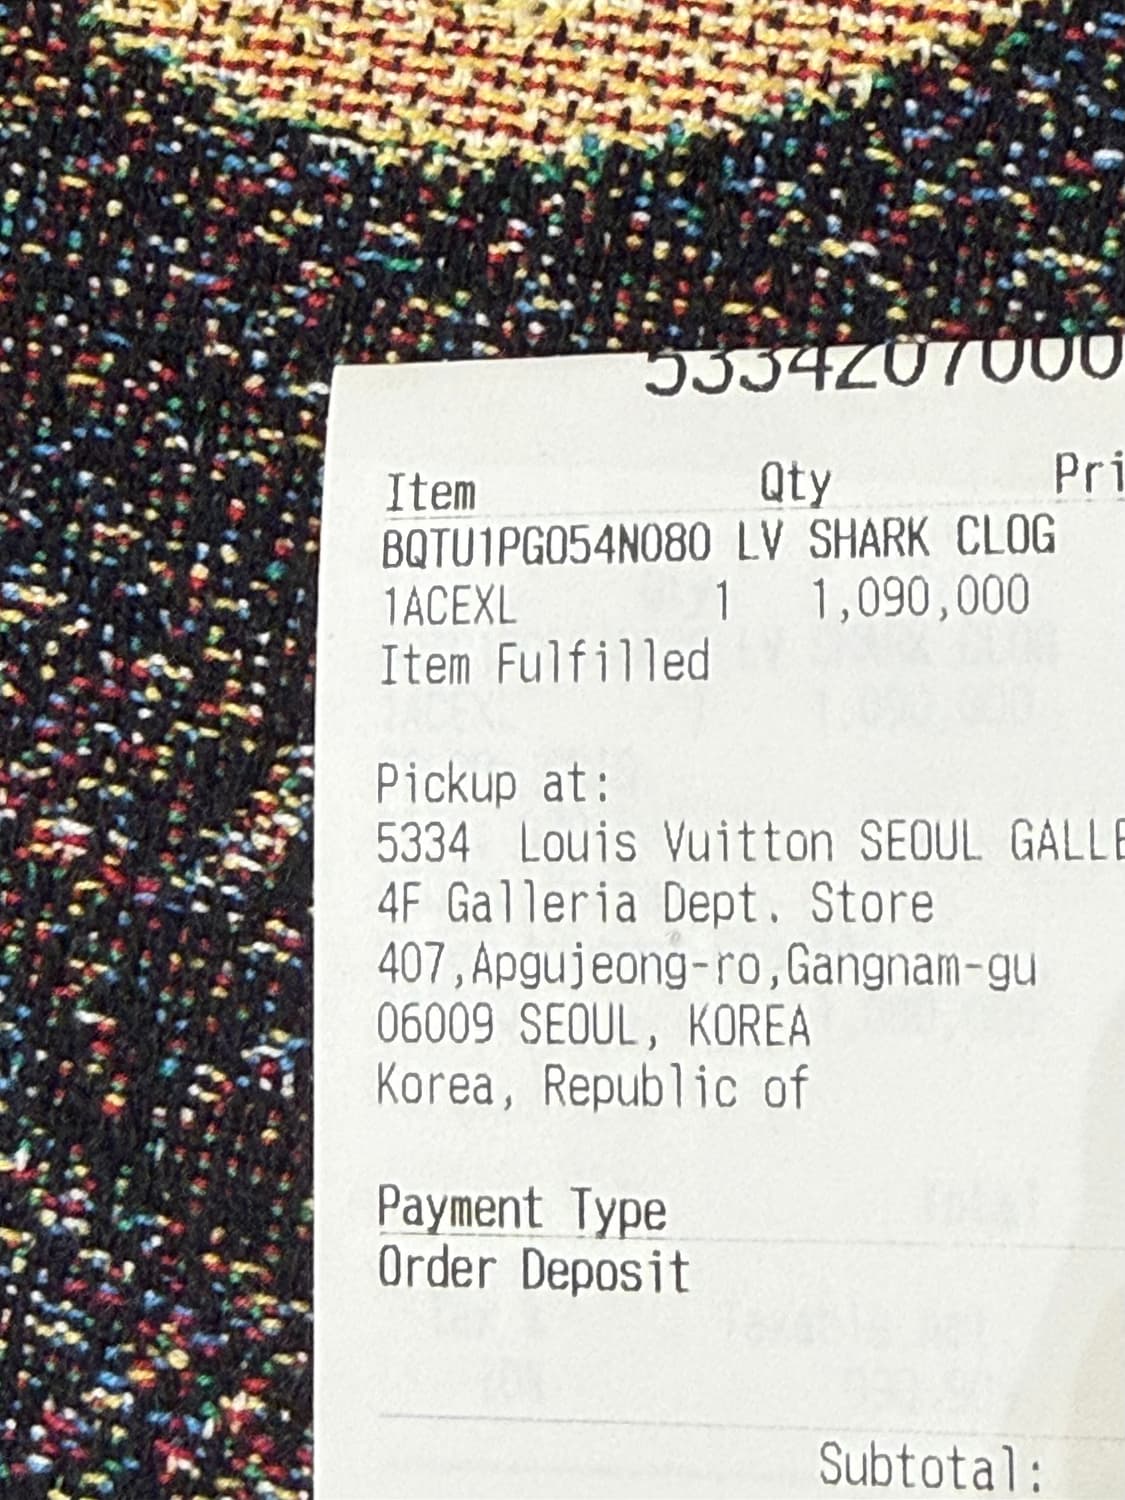 5334207000
Item Qty Pri
BQTU1PG054N080 LV SHARK CLOG
1ACEXL 1 1,090,000
Item Fulfilled
Pickup at:
5334 Louis Vuitton SEOUL GALLE
4F Galleria Dept. Store
407,Apgujeong-ro,Gangnam-gu
06009 SEOUL, KOREA
Korea, Republic of
Payment Type
Order Deposit
Subtotal: